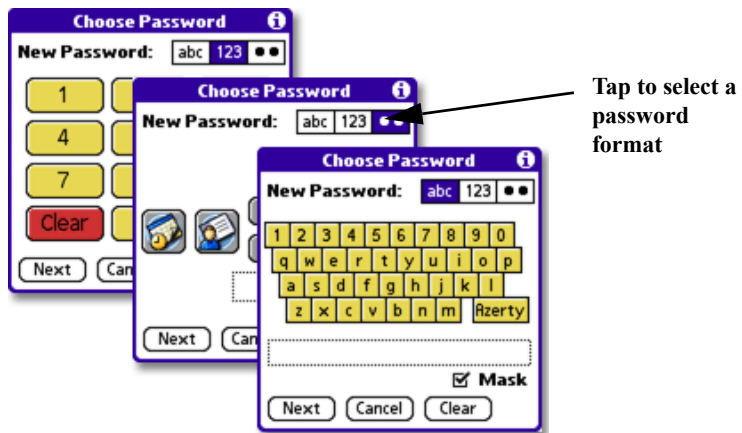 Choose Password i
New Password: abc 123 ●●
1
4
7
Clear
Next
Choose Password i
New Password: abc 123 ●●
Next
Choose Password i
New Password: abc 123 ●●
1 2 3 4 5 6 7 8 9 0
q w e r t y u i o p
a s d f g h j k l
z x c v b n m Azerty
Mask
Next Cancel Clear
Tap to select a
password
format